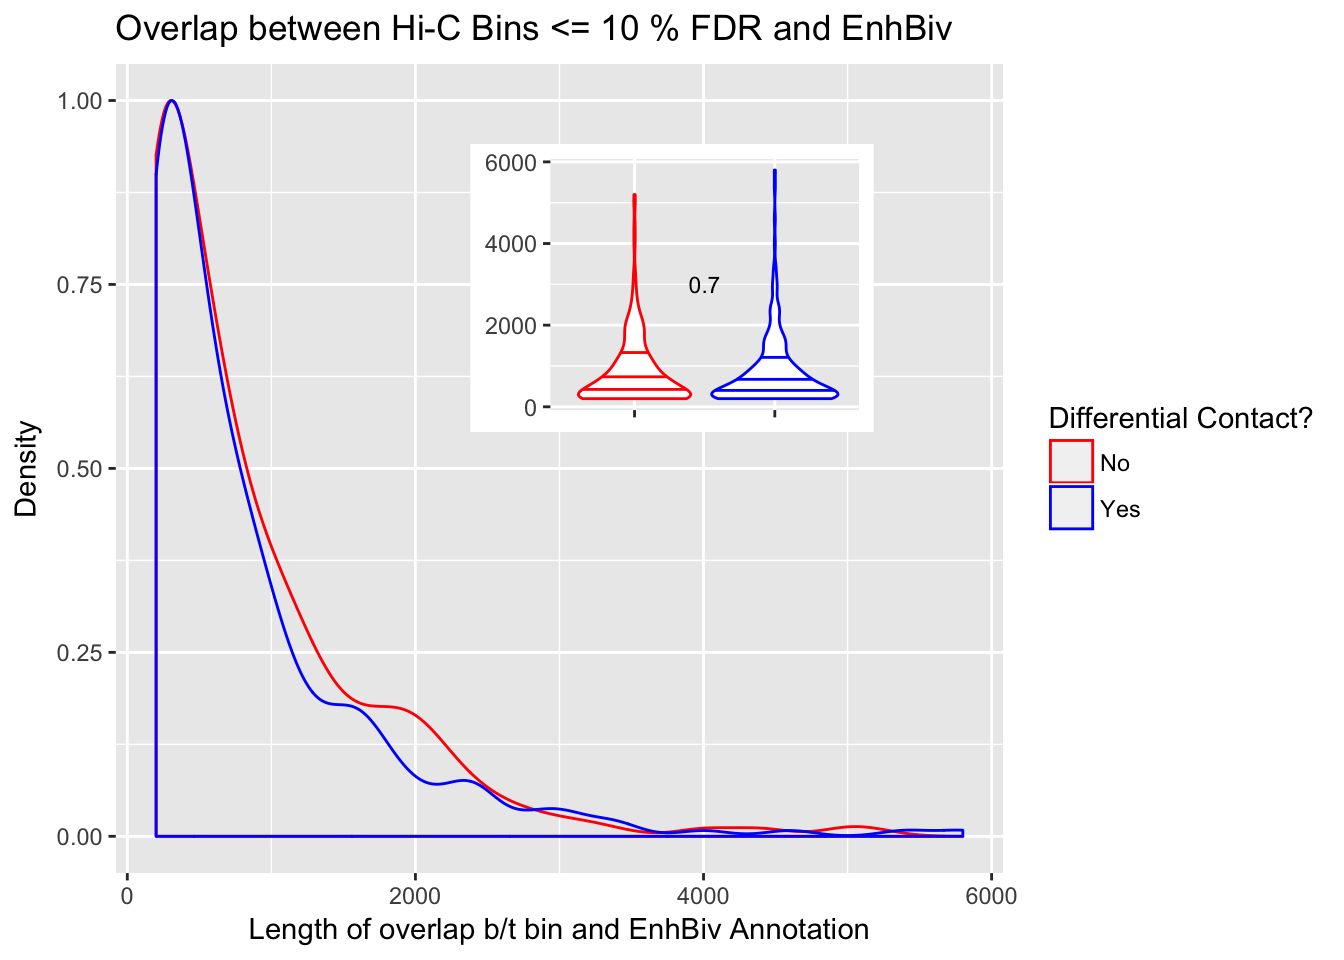 Overlap between Hi-C Bins <= 10 % FDR and EnhBiv
1.00
0.75
0.50
0.25
0.00
Density
6000
4000
2000
0
0.7
Differential Contact?
No
Yes
0 2000 4000 6000
Length of overlap b/t bin and EnhBiv Annotation